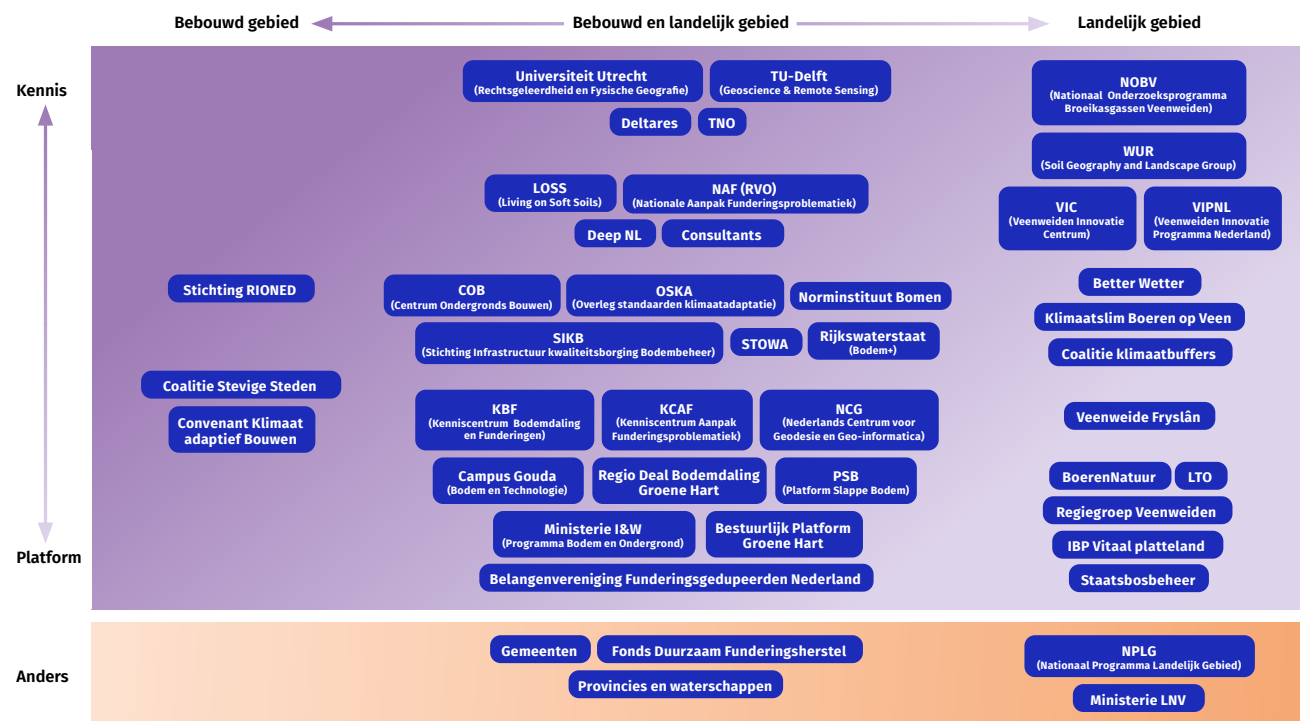 Bebouwd gebied
Bebouwd en landelijk gebied
Landelijk gebied
Kennis
Platform
Anders
Universiteit Utrecht
(Rechtsgeleerdheid en Fysische Geografie)
TU-Delft
(Geoscience & Remote Sensing)
Deltares
TNO
NOBV
(Nationaal Onderzoeksprogramma
Broeikasgassen Veenweiden)
WUR
(Soil Geography and Landscape Group)
LOSS
(Living on Soft Soils)
NAF (RVO)
(Nationale Aanpak Funderingsproblematiek)
VIC
(Veenweiden Innovatie
Centrum)
VIPNL
(Veenweiden Innovatie
Programma Nederland)
Deep NL
Consultants
Stichting RIONED
COB
(Centrum Ondergronds Bouwen)
OSKA
(Overleg standaarden klimaatadaptatie)
Norminstituut Bomen
Better Wetter
SIKB
(Stichting Infrastructuur kwaliteitsborging Bodembeheer)
STOWA
Rijkswaterstaat
(Bodem+)
Klimaatslim Boeren op Veen
Coalitie klimaatbuffers
Coalitie Stevige Steden
Convenant Klimaat
adaptief Bouwen
KBF
(Kenniscentrum Bodemdaling
en Funderingen)
KCAF
(Kenniscentrum Aanpak
Funderingsproblematiek)
NCG
(Nederlands Centrum voor
Geodesie en Geo-informatica)
Veenweide Fryslân
Campus Gouda
(Bodem en Technologie)
Regio Deal Bodemdaling
Groene Hart
PSB
(Platform Slappe Bodem)
BoerenNatuur
LTO
Ministerie I&W
(Programma Bodem en Ondergrond)
Bestuurlijk Platform
Groene Hart
Regiegroep Veenweiden
IBP Vitaal platteland
Belangenvereniging Funderingsgedupeerden Nederland
Staatsbosbeheer
Gemeenten
Fonds Duurzaam Funderingsherstel
Provincies en waterschappen
NPLG
(Nationaal Programma Landelijk Gebied)
Ministerie LNV